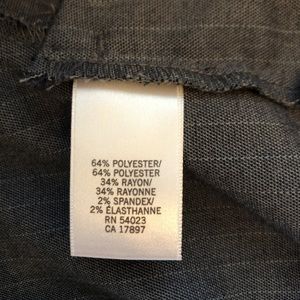 64% POLYESTER/
64% POLYESTER
34% RAYON/
34% RAYONNE
2% SPANDEX/
2% ÉLASTHANNE
RN 54023
CA 17897